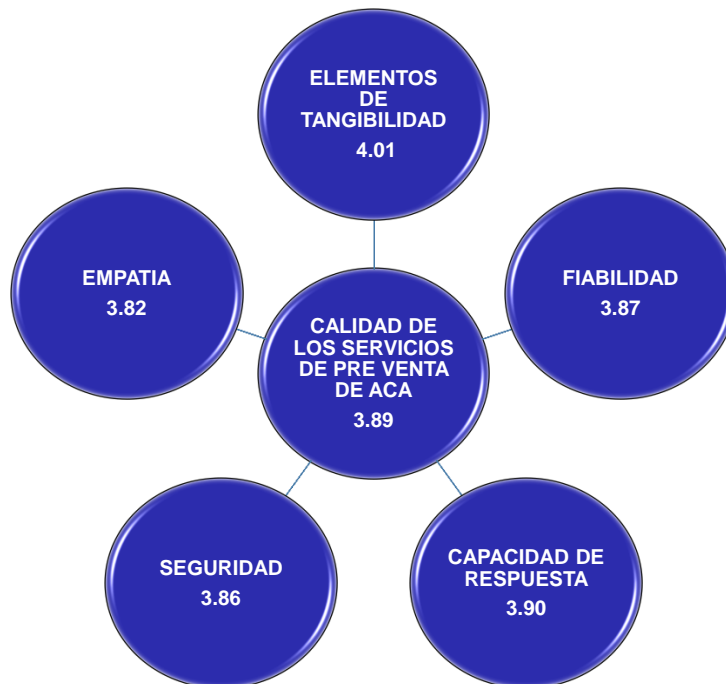 ELEMENTOS
DE
TANGIBILIDAD
4.01
EMPATIA
3.82
FIABILIDAD
3.87
CALIDAD DE
LOS SERVICIOS
DE PRE VENTA
DE ACA
3.89
SEGURIDAD
3.86
CAPACIDAD DE
RESPUESTA
3.90